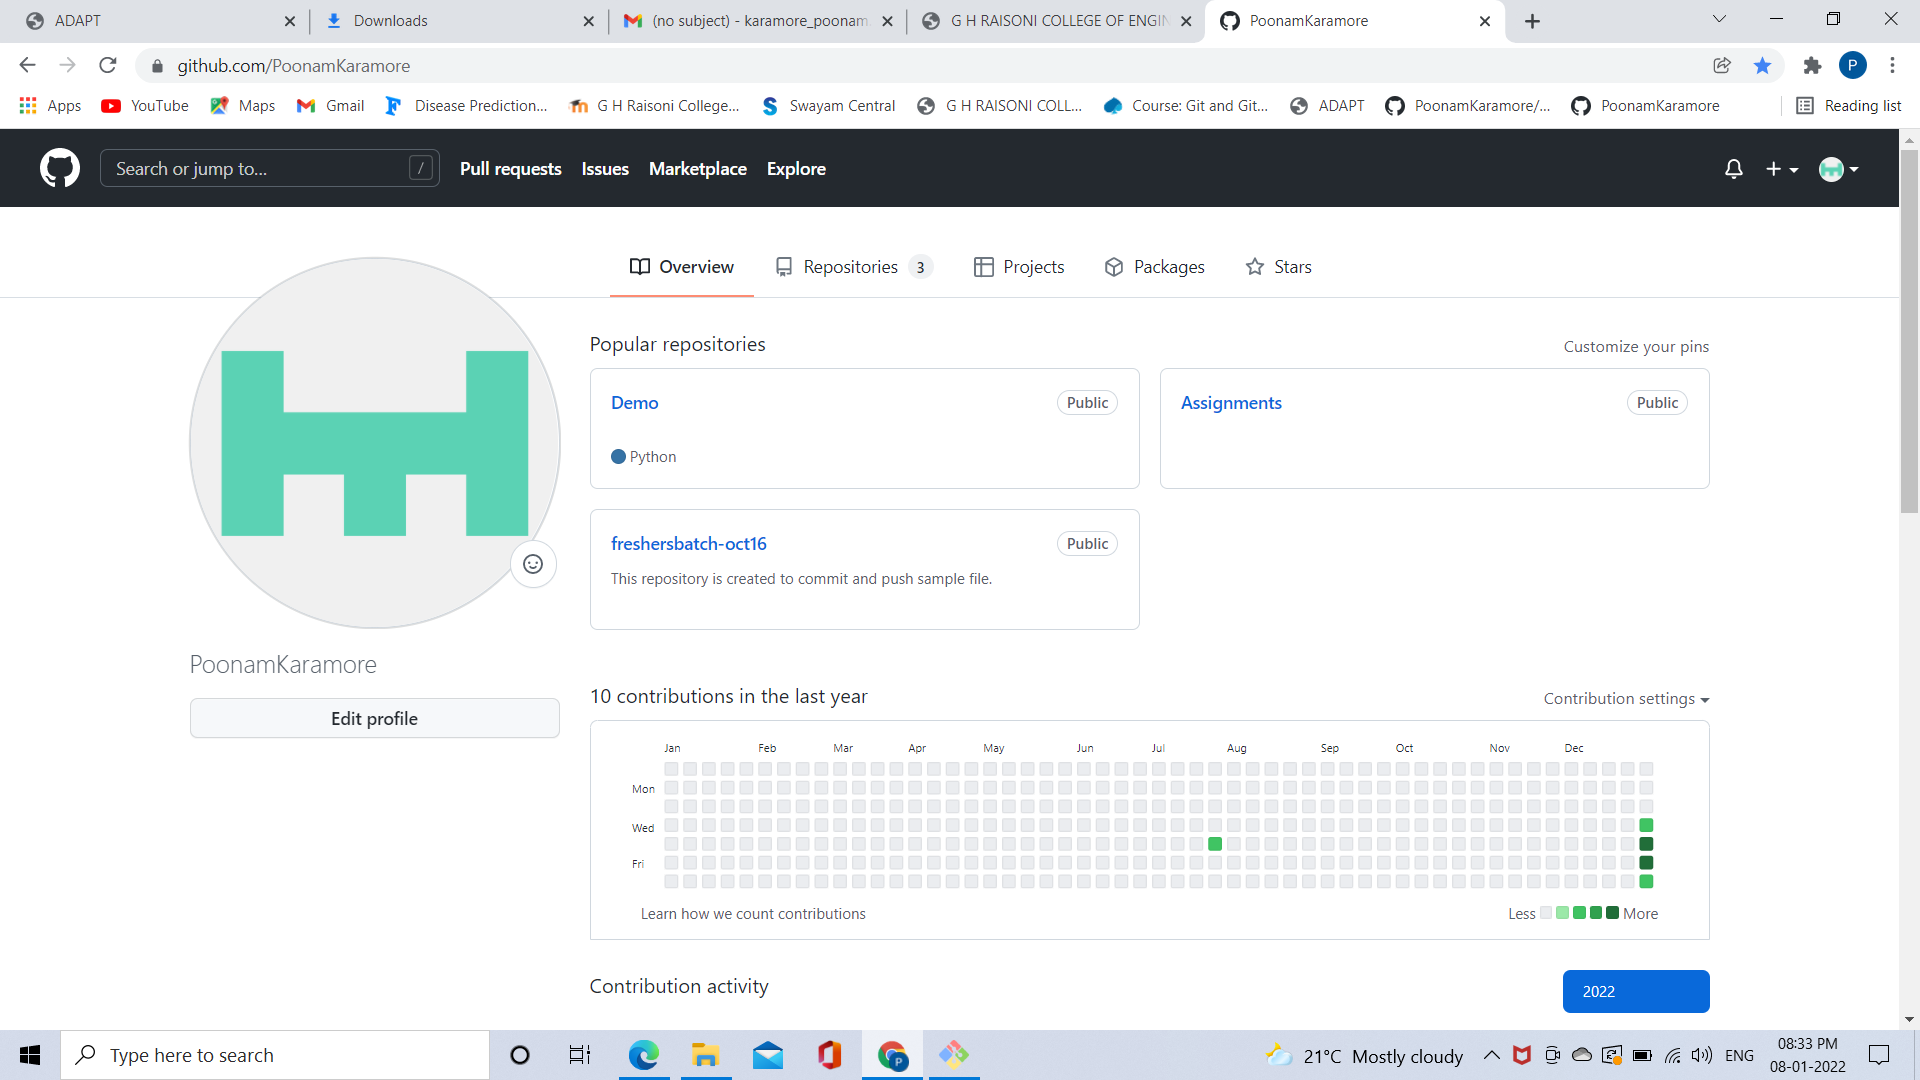 ADAPT
Downloads
(no subject) - karamore_poonam
G H RAISONI COLLEGE OF ENGIN
PoonamKaramore
github.com/PoonamKaramore
P
Apps
YouTube
Maps
Gmail
Disease Prediction...
G H Raisoni College...
Swayam Central
G H RAISONI COLL...
Course: Git and Git...
ADAPT
PoonamKaramore/...
PoonamKaramore
Reading list
Search or jump to...
/
Pull requests
Issues
Marketplace
Explore
Overview
Repositories 3
Projects
Packages
Stars
Popular repositories
Customize your pins
Demo
Public
Python
Assignments
Public
freshersbatch-oct16
Public
This repository is created to commit and push sample file.
PoonamKaramore
Edit profile
10 contributions in the last year
Contribution settings
Jan Feb Mar Apr May Jun Jul Aug Sep Oct Nov Dec
Mon
Wed
Fri
Learn how we count contributions
Less
More
Contribution activity
2022
Type here to search
P
21°C Mostly cloudy
ENG
08:33 PM
08-01-2022